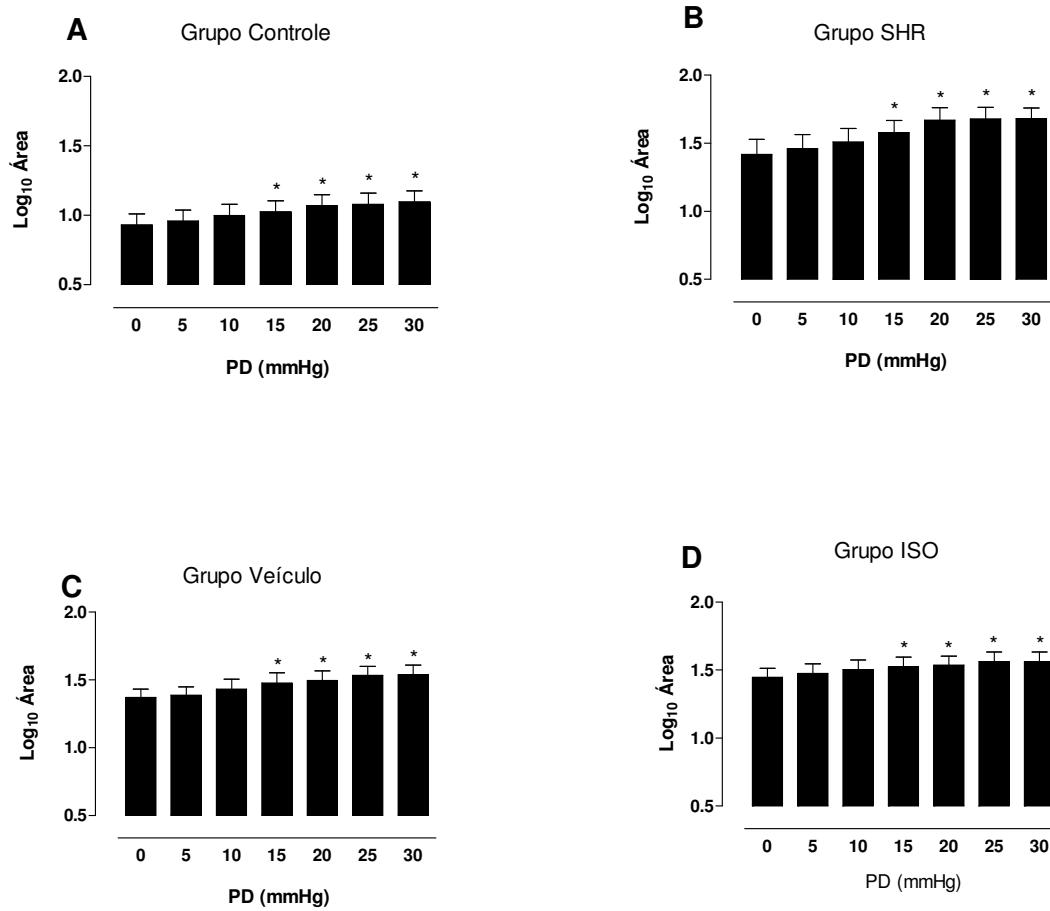 A
Grupo Controle
2.0
1.5
1.0
0.5
Log10 Área
* * * *
0 5 10 15 20 25 30
PD (mmHg)
B
Grupo SHR
2.0
1.5
1.0
0.5
Log10 Área
* * * *
0 5 10 15 20 25 30
PD (mmHg)
C
Grupo Veículo
2.0
1.5
1.0
0.5
Log10 Área
* * * *
0 5 10 15 20 25 30
PD (mmHg)
D
Grupo ISO
2.0
1.5
1.0
0.5
Log10 Área
* * * *
0 5 10 15 20 25 30
PD (mmHg)